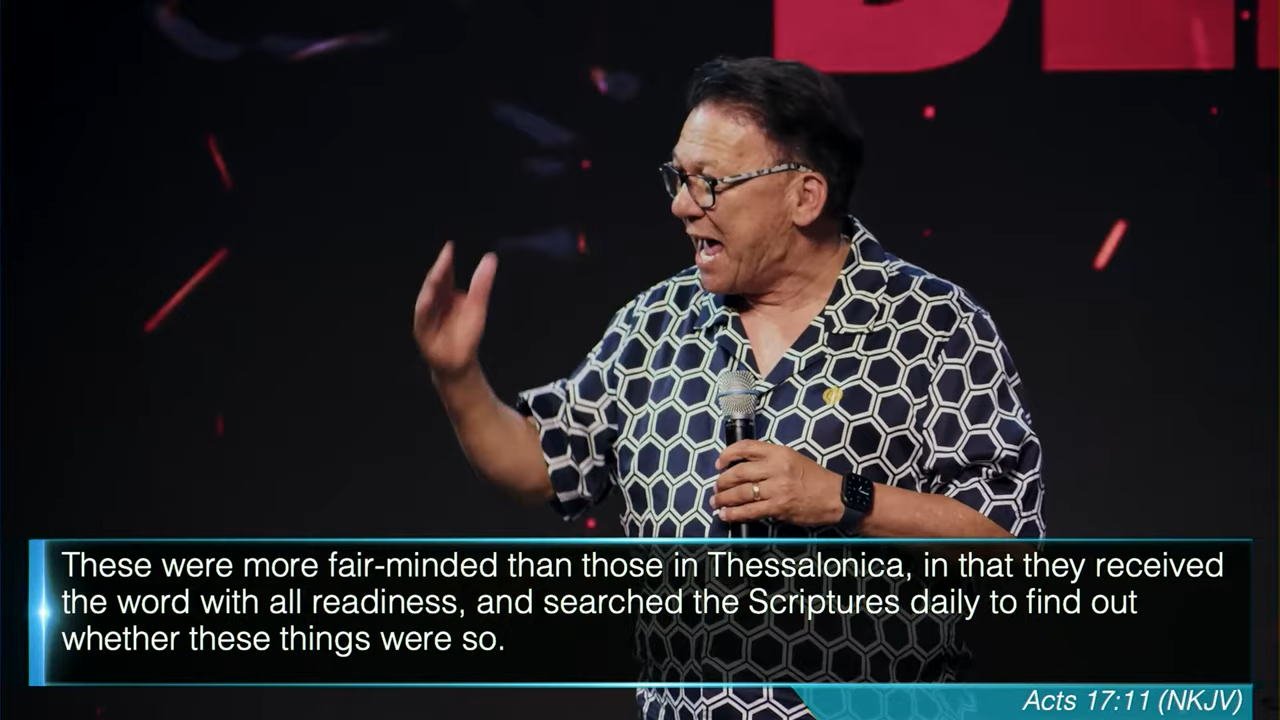 These were more fair-minded than those in Thessalonica, in that they received
the word with all readiness, and searched the Scriptures daily to find out
whether these things were so.
Acts 17:11 (NKJV)